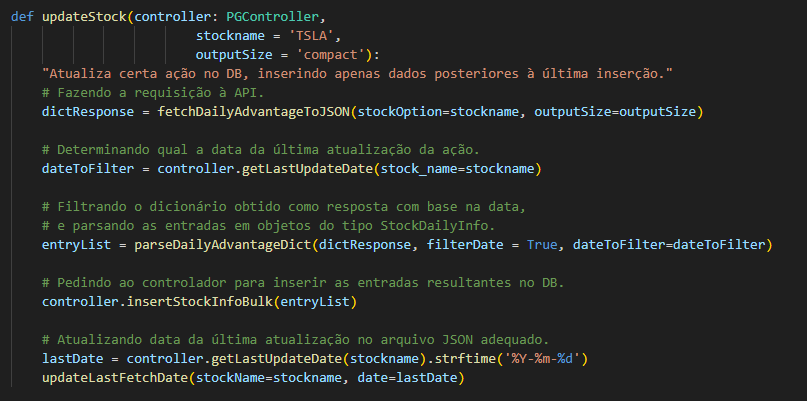 def updateStock(controller: PGController,
stockname = 'TSLA',
outputSize = 'compact'):
"Atualiza certa ação no DB, inserindo apenas dados posteriores à última inserção."
# Fazendo a requisição à API.
dictResponse = fetchDailyAdvantageToJSON(stockOption=stockname, outputSize=outputSize)
# Determinando qual a data da última atualização da ação.
dateToFilter = controller.getLastUpdateDate(stock_name=stockname)
# Filtrando o dicionário obtido como resposta com base na data,
# e parsando as entradas em objetos do tipo StockDailyInfo.
entryList = parseDailyAdvantageDict(dictResponse, filterDate = True, dateToFilter=dateToFilter)
# Pedindo ao controlador para inserir as entradas resultantes no DB.
controller.insertStockInfoBulk(entryList)
# Atualizando data da última atualização no arquivo JSON adequado.
lastDate = controller.getLastUpdateDate(stockname).strftime('%Y-%m-%d')
updateLastFetchDate(stockName=stockname, date=lastDate)